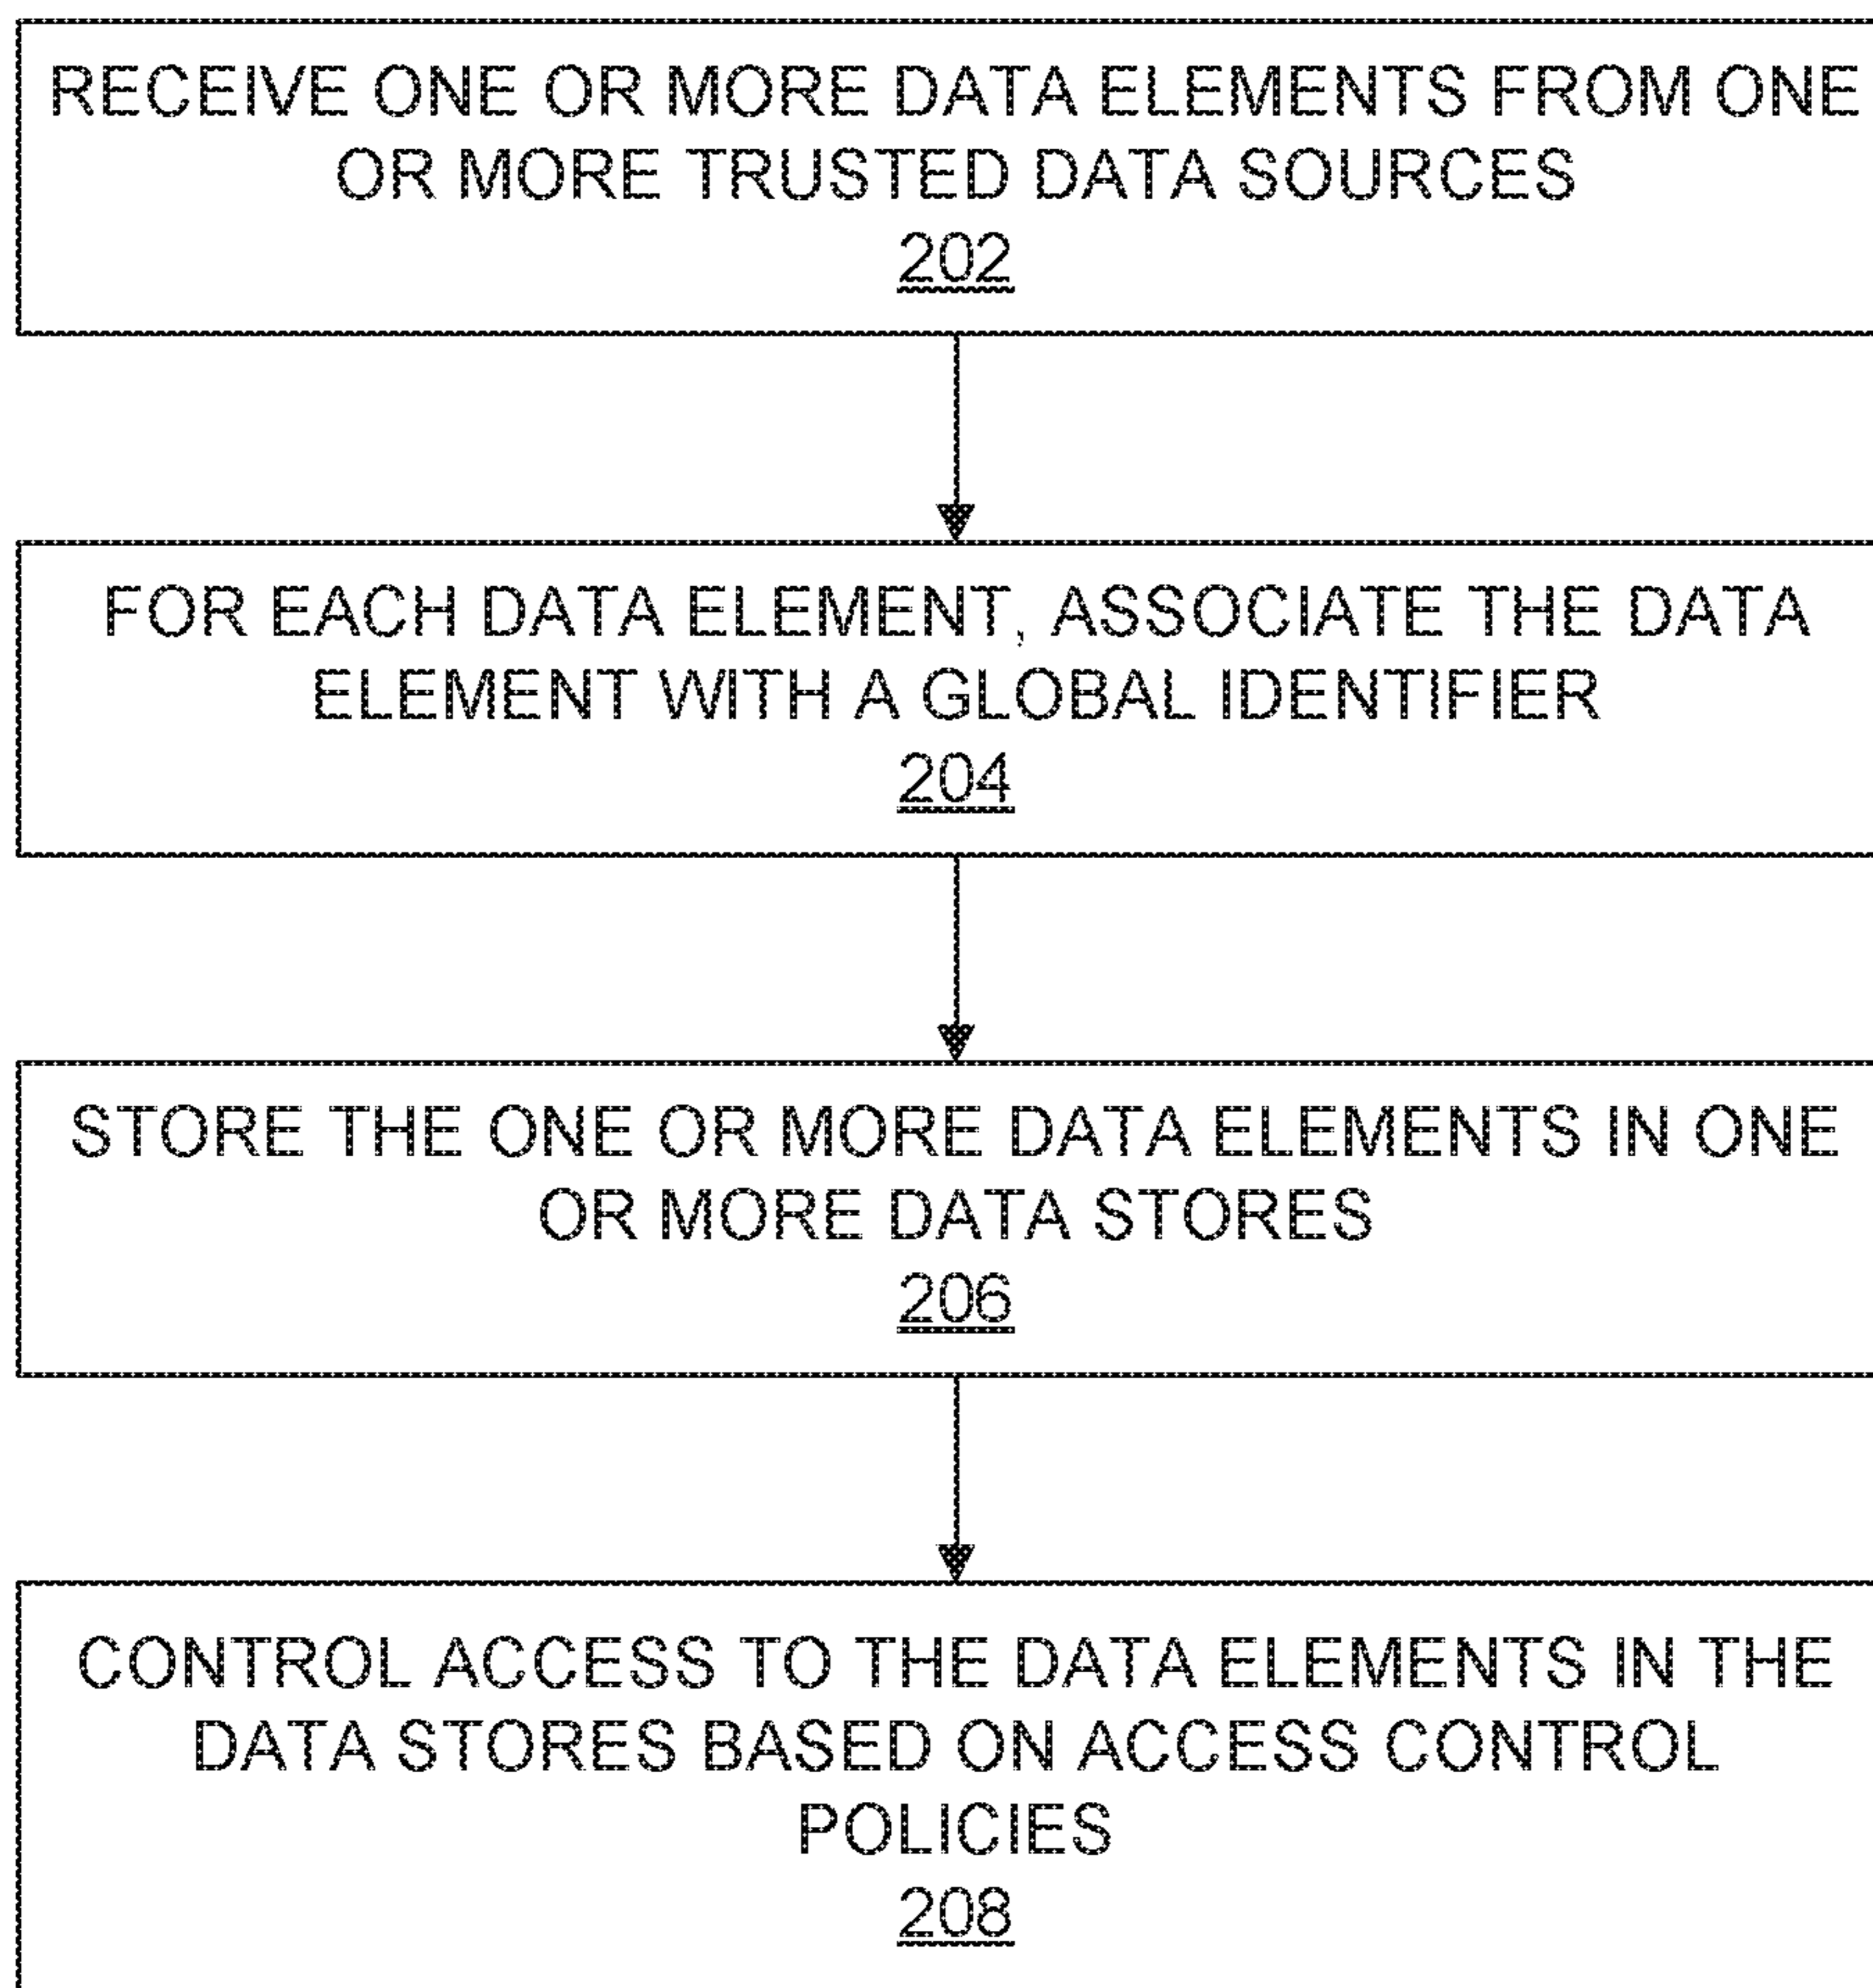 RECEIVE ONE OR MORE DATA ELEMENTS FROM ONE
OR MORE TRUSTED DATA SOURCES
202
FOR EACH DATA ELEMENT, ASSOCIATE THE DATA
ELEMENT WITH A GLOBAL IDENTIFIER
204
STORE THE ONE OR MORE DATA ELEMENTS IN ONE
OR MORE DATA STORES
206
CONTROL ACCESS TO THE DATA ELEMENTS IN THE
DATA STORES BASED ON ACCESS CONTROL
POLICIES
208